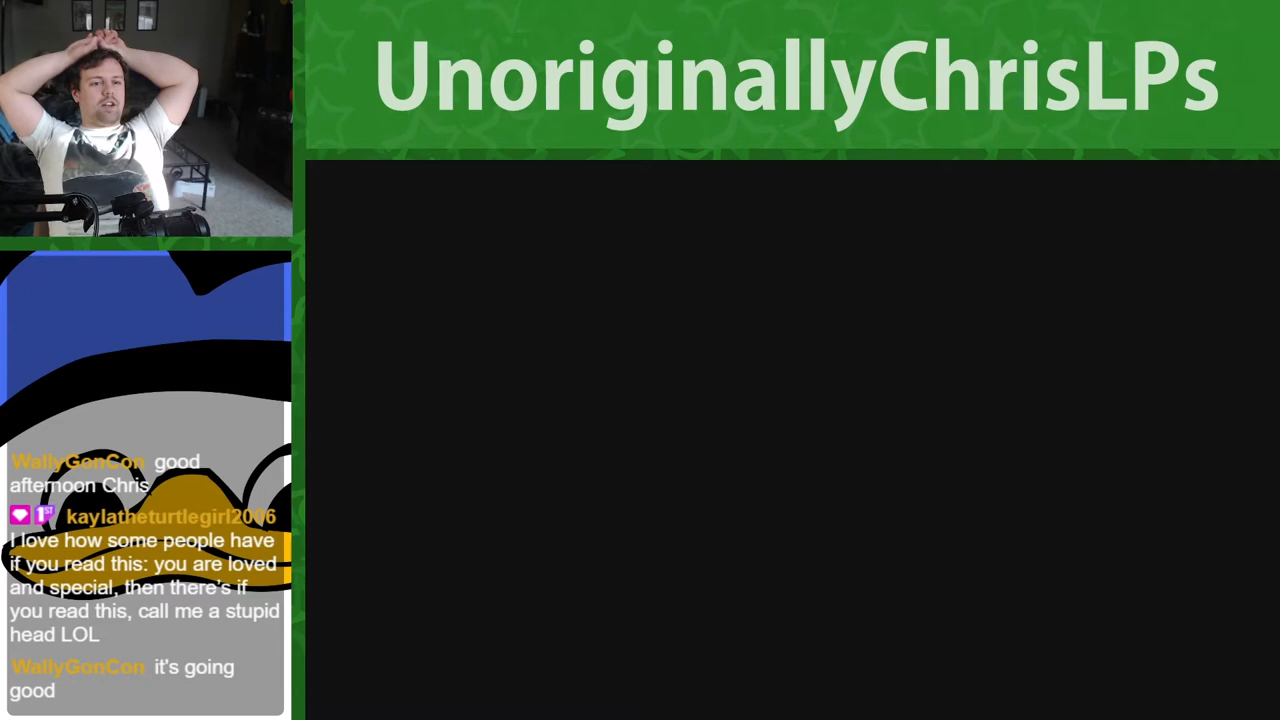 UnoriginallyChrisLPs
WallyGonCon good
afternoon Chris
1ST kaylatheturtlegirl2006
I love how some people have
if you read this: you are loved
and special, then there's if
you read this, call me a stupid
head LOL
WallyGonCon it's going
good